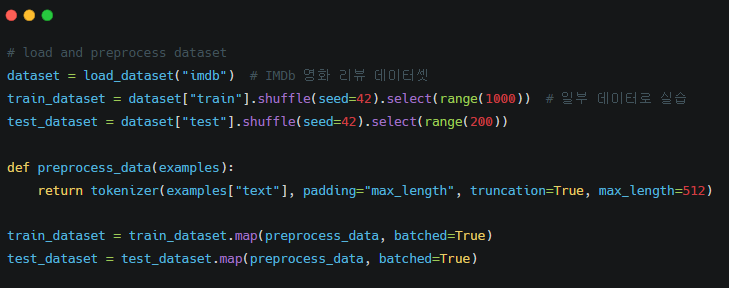 # load and preprocess dataset
dataset = load_dataset("imdb")  # IMDb 영화 리뷰 데이터셋
train_dataset = dataset["train"].shuffle(seed=42).select(range(1000))  # 일부 데이터로 실습
test_dataset = dataset["test"].shuffle(seed=42).select(range(200))
def preprocess_data(examples):
    return tokenizer(examples["text"], padding="max_length", truncation=True, max_length=512)
train_dataset = train_dataset.map(preprocess_data, batched=True)
test_dataset = test_dataset.map(preprocess_data, batched=True)